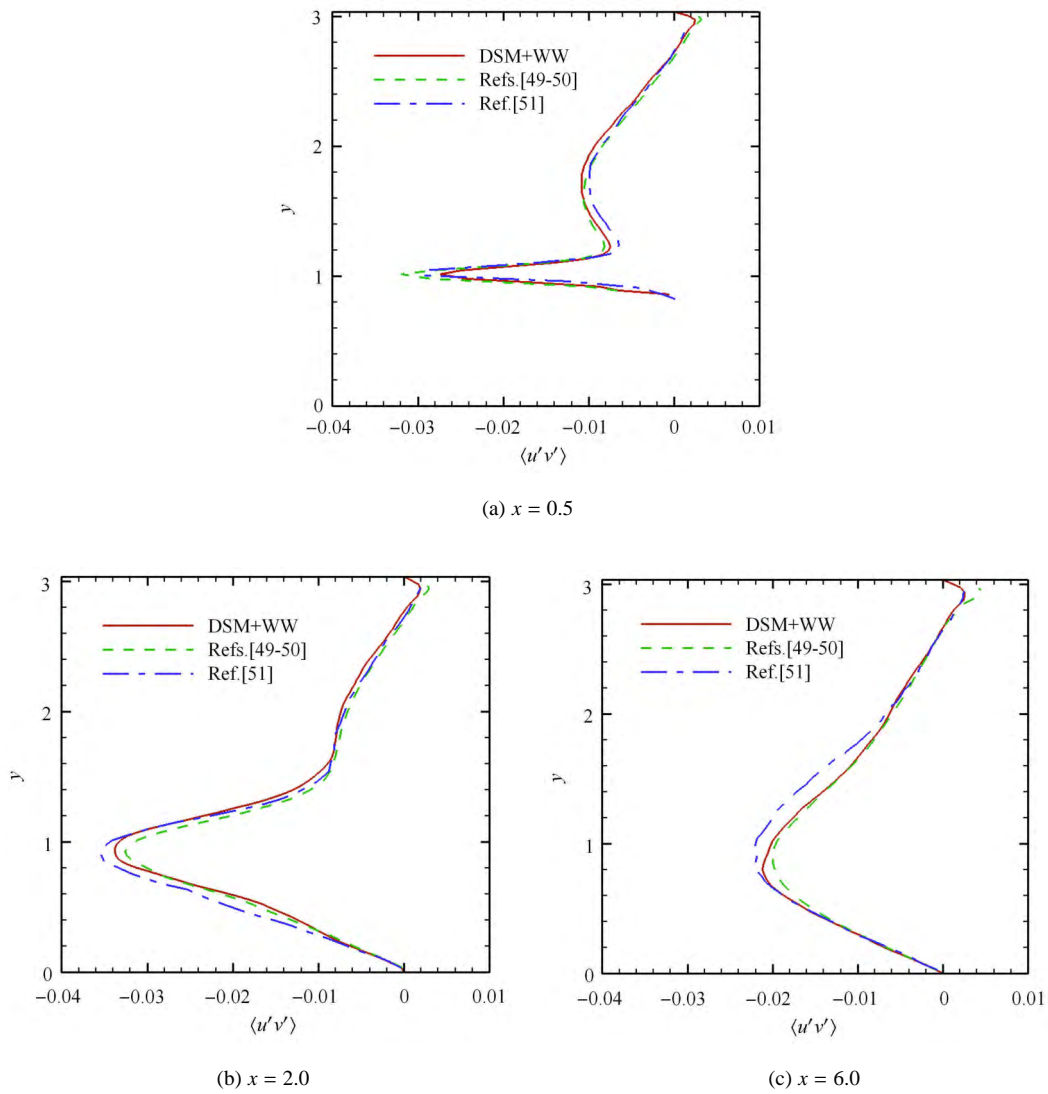 3
DSM+WW
Refs.[49-50]
Ref.[51]
2
y
1
0
−0.04 −0.03 −0.02 −0.01 0 0.01
⟨u′v′⟩
(a) x = 0.5
3
DSM+WW
Refs.[49-50]
Ref.[51]
2
y
1
0
−0.04 −0.03 −0.02 −0.01 0 0.01
⟨u′v′⟩
(b) x = 2.0
3
DSM+WW
Refs.[49-50]
Ref.[51]
2
y
1
0
−0.04 −0.03 −0.02 −0.01 0 0.01
⟨u′v′⟩
(c) x = 6.0